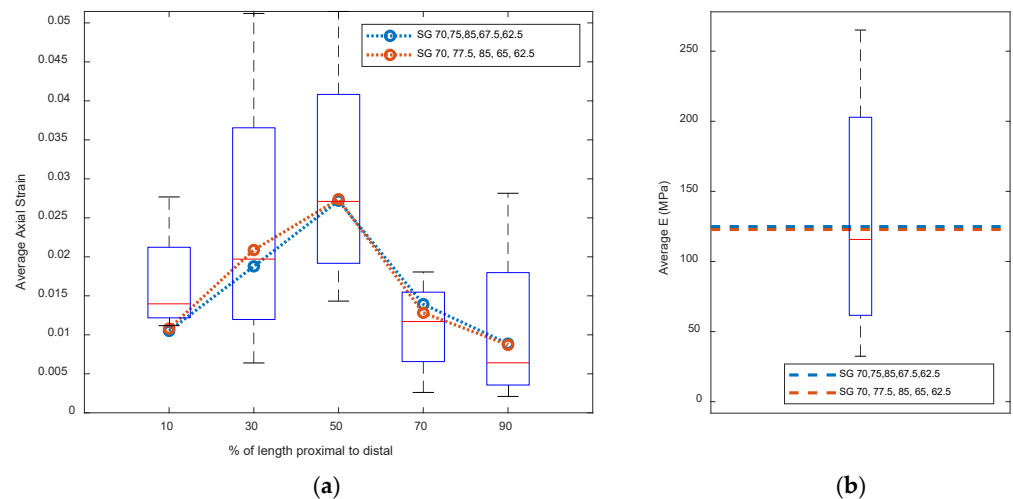 0.05
0.045
0.04
0.035
0.03
0.025
0.02
0.015
0.01
0.005
0
Average Axial Strain
10 30 50 70 90
% of length proximal to distal
SG 70,75,85,67.5,62.5
SG 70, 77.5, 85, 65, 62.5
(a)
250
200
150
100
50
0
Average E (MPa)
SG 70,75,85,67.5,62.5
SG 70, 77.5, 85, 65, 62.5
(b)